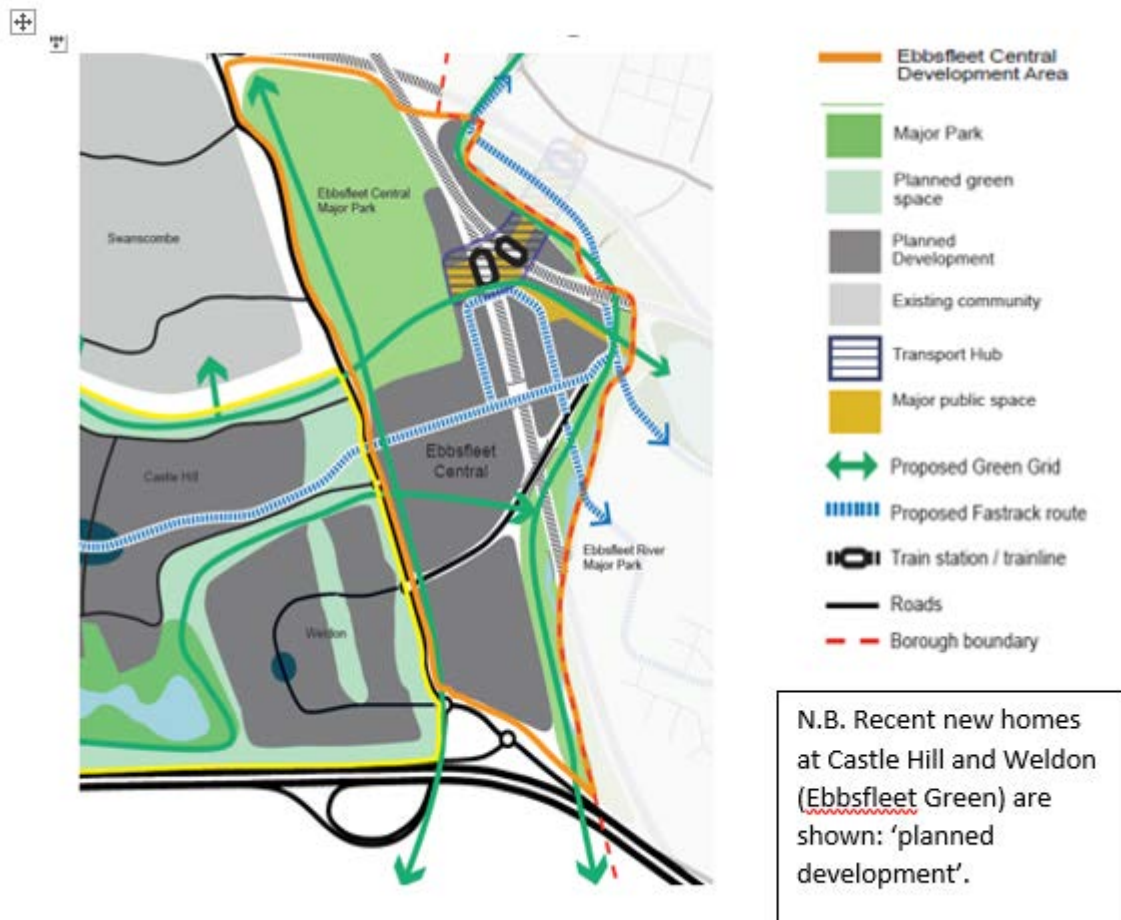 Ebbsfleet Central
Major Park
Swanscombe
Castle Hill
Ebbsfleet
Central
Ebbsfleet River
Major Park
Weldon
Ebbsfleet Central
Development Area
Major Park
Planned green
space
Planned
Development
Existing community
Transport Hub
Major public space
Proposed Green Grid
Proposed Fastrack route
Train station / trainline
Roads
Borough boundary
N.B. Recent new homes
at Castle Hill and Weldon
(Ebbsfleet Green) are
shown: ‘planned
development’.